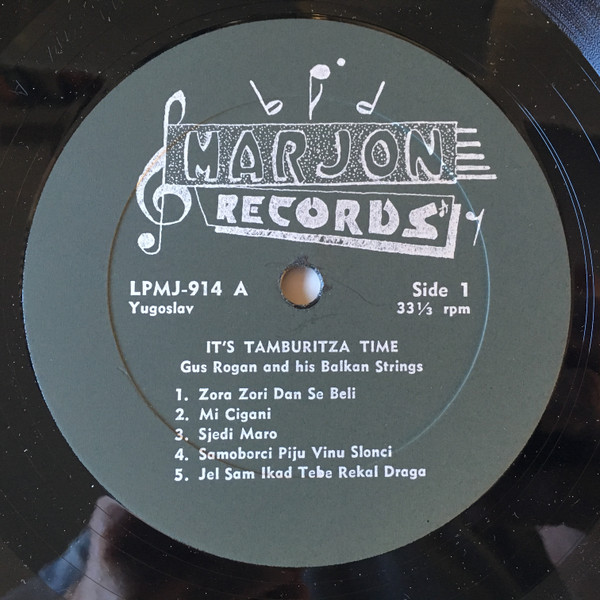 MARJON
RECORDS
LPMJ-914 A
Side 1
Yugoslav
33⅓ rpm
IT'S TAMBURITZA TIME
Gus Rogan and his Balkan Strings
1. Zora Zori Dan Se Beli
2. Mi Cigani
3. Sjedi Maro
4. Samoborci Piju Vinu Slonci
5. Jel Sam Ikad Tebe Rekal Draga